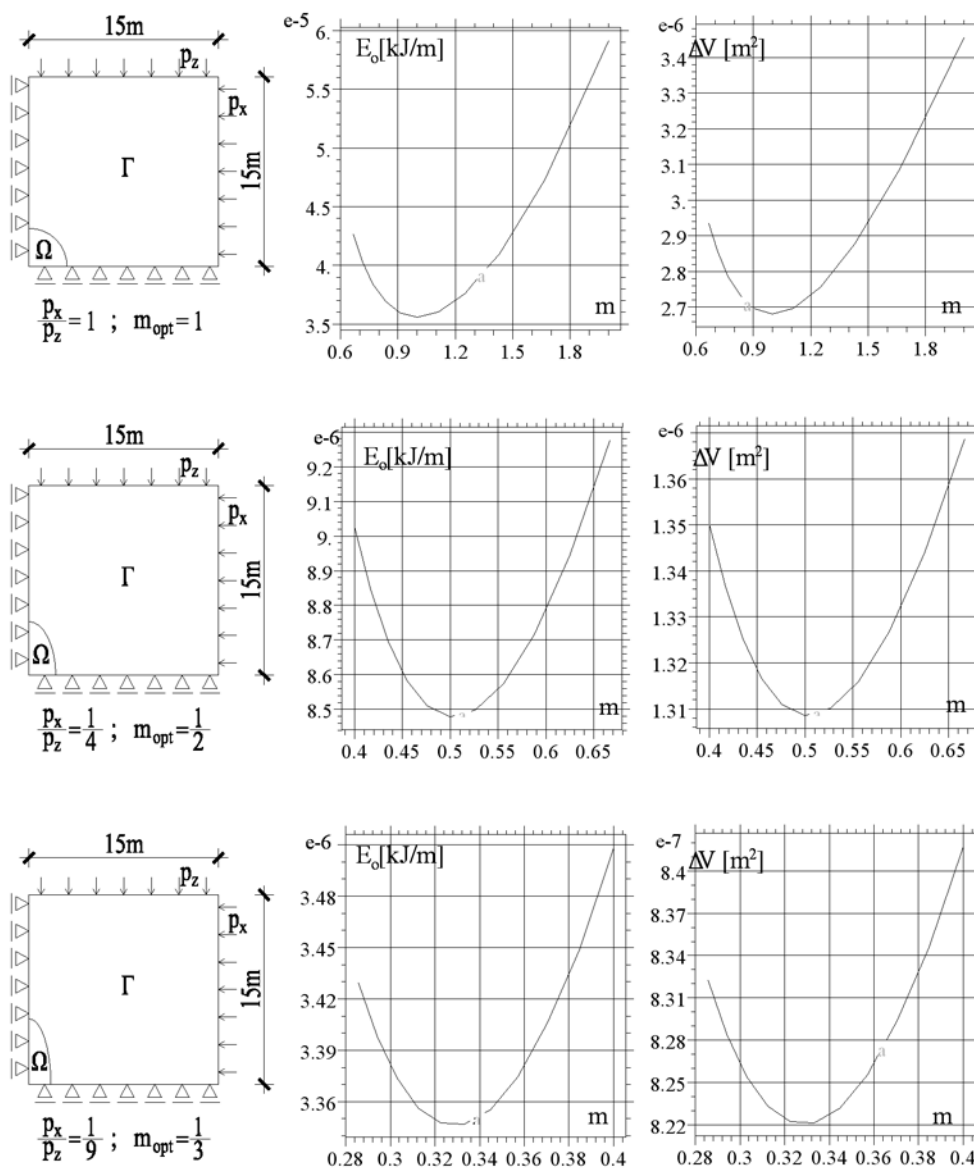 15m
p_z
p_x
Γ
15m
Ω
p_x/p_z = 1 ; m_opt = 1
e-5
E_o[kJ/m]
6.
5.5
5.
4.5
4.
3.5
a
m
0.6 0.9 1.2 1.5 1.8
e-6
ΔV [m²]
3.4
3.3
3.2
3.1
3.
2.9
2.8
2.7
a
m
0.6 0.9 1.2 1.5 1.8
15m
p_z
p_x
Γ
15m
Ω
p_x/p_z = 1/4 ; m_opt = 1/2
e-6
E_o[kJ/m]
9.2
9.1
9.
8.9
8.8
8.7
8.6
8.5
a
m
0.4 0.45 0.5 0.55 0.6 0.65
e-6
ΔV [m²]
1.36
1.35
1.34
1.33
1.32
1.31
a
m
0.4 0.45 0.5 0.55 0.6 0.65
15m
p_z
p_x
Γ
15m
Ω
p_x/p_z = 1/9 ; m_opt = 1/3
e-6
E_o[kJ/m]
3.48
3.45
3.42
3.39
3.36
a
m
0.28 0.3 0.32 0.34 0.36 0.38 0.4
e-7
ΔV [m²]
8.4
8.37
8.34
8.31
8.28
8.25
8.22
a
m
0.28 0.3 0.32 0.34 0.36 0.38 0.4